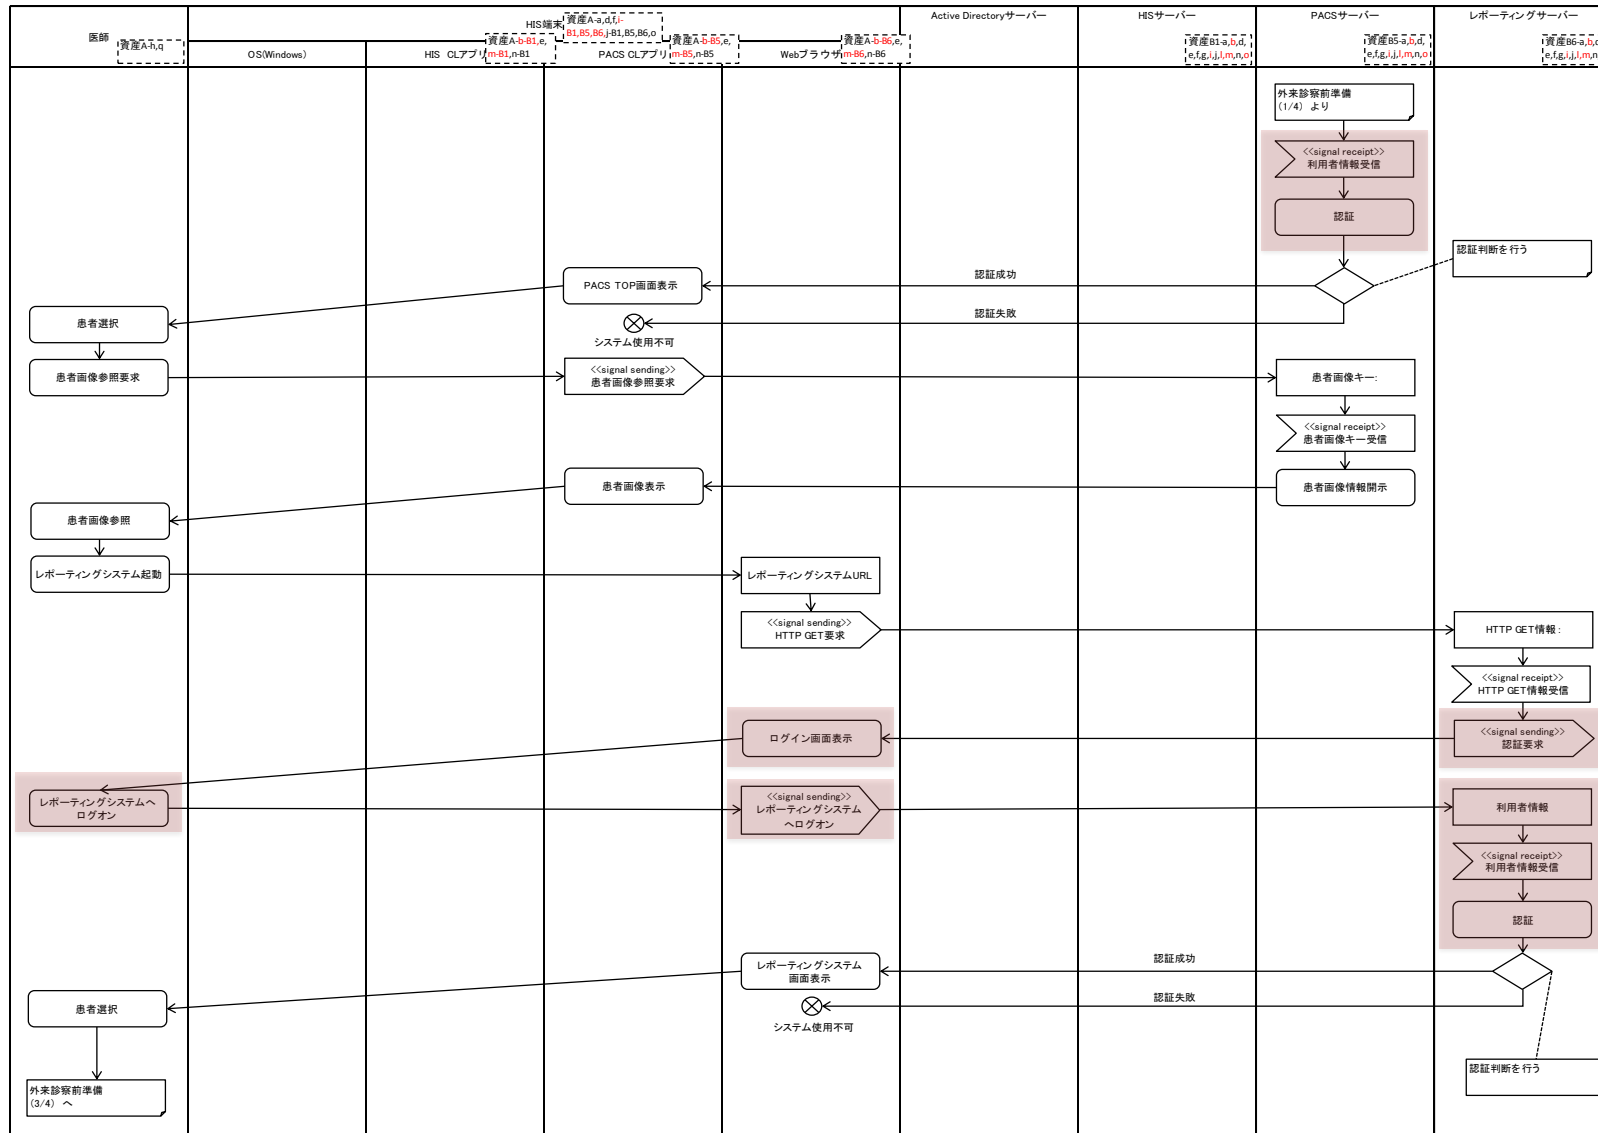 医師
資産A-h,q
HIS端末
資産A-a,d,f,i-
B1,B5,B6,j-B1,B5,B6,o
OS(Windows)
HIS CLアプリ
資産A-b-B1,e,
m-B1,n-B1
PACS CLアプリ
資産A-b-B5,e,
m-B5,n-B5
Webブラウザ
資産A-b-B6,e,
m-B6,n-B6
Active Directoryサーバー
HISサーバー
資産B1-a,b,d,
e,f,g,i,j,l,m,n,o
PACSサーバー
資産B5-a,b,d,
e,f,g,i,j,l,m,n,o
レポーティングサーバー
資産B6-a,b,d
e,f,g,i,j,l,m,n
外来診察前準備
(1/4) より
<<signal receipt>>
利用者情報受信
認証
認証判断を行う
認証成功
PACS TOP画面表示
認証失敗
システム使用不可
患者選択
患者画像参照要求
<<signal sending>>
患者画像参照要求
患者画像キー:
<<signal receipt>>
患者画像キー受信
患者画像情報開示
患者画像表示
患者画像参照
レポーティングシステム起動
レポーティングシステムURL
<<signal sending>>
HTTP GET要求
HTTP GET情報:
<<signal receipt>>
HTTP GET情報受信
<<signal sending>>
認証要求
ログイン画面表示
レポーティングシステムへ
ログオン
<<signal sending>>
レポーティングシステム
へログオン
利用者情報
<<signal receipt>>
利用者情報受信
認証
認証成功
レポーティングシステム
画面表示
認証失敗
システム使用不可
患者選択
認証判断を行う
外来診察前準備
(3/4) へ